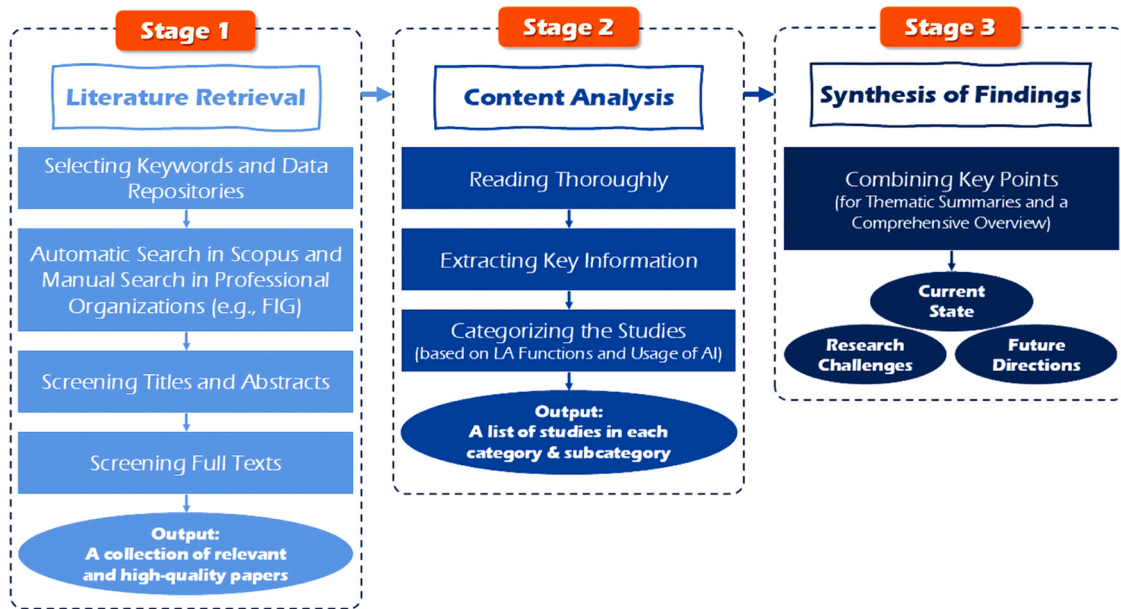 Stage 1
Literature Retrieval
Selecting Keywords and Data
Repositories
Automatic Search in Scopus and
Manual Search in Professional
Organizations (e.g., FIG)
Screening Titles and Abstracts
Screening Full Texts
Output:
A collection of relevant
and high-quality papers
Stage 2
Content Analysis
Reading Thoroughly
Extracting Key Information
Categorizing the Studies
(based on LA Functions and Usage of AI)
Output:
A list of studies in each
category & subcategory
Stage 3
Synthesis of Findings
Combining Key Points
(for Thematic Summaries and a
Comprehensive Overview)
Current
State
Research
Challenges
Future
Directions